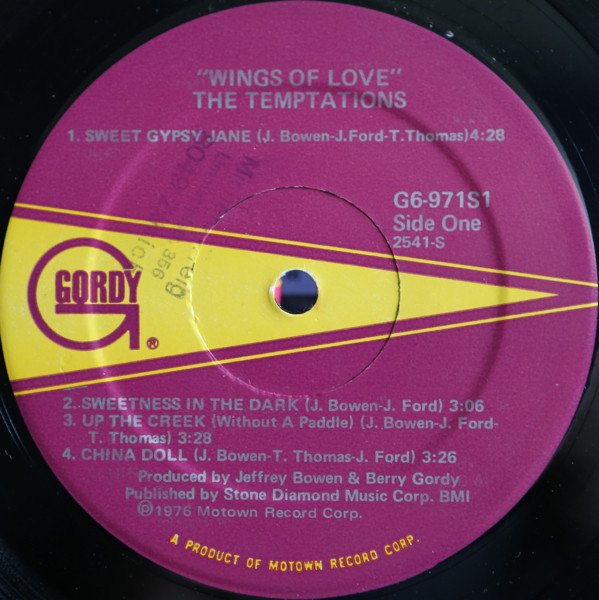 "WINGS OF LOVE"
THE TEMPTATIONS
1. SWEET GYPSY JANE (J. Bowen-J.Ford-T.Thomas)4:28
G6-971S1
Side One
2541-S
GORDY
®
2. SWEETNESS IN THE DARK (J. Bowen-J. Ford) 3:06
3. UP THE CREEK (Without A Paddle) (J. Bowen-J. Ford-
T. Thomas) 3:28
4. CHINA DOLL (J. Bowen-T. Thomas-J. Ford) 3:26
Produced by Jeffrey Bowen & Berry Gordy
Published by Stone Diamond Music Corp. BMI
℗1976 Motown Record Corp.
A PRODUCT OF MOTOWN RECORD CORP.